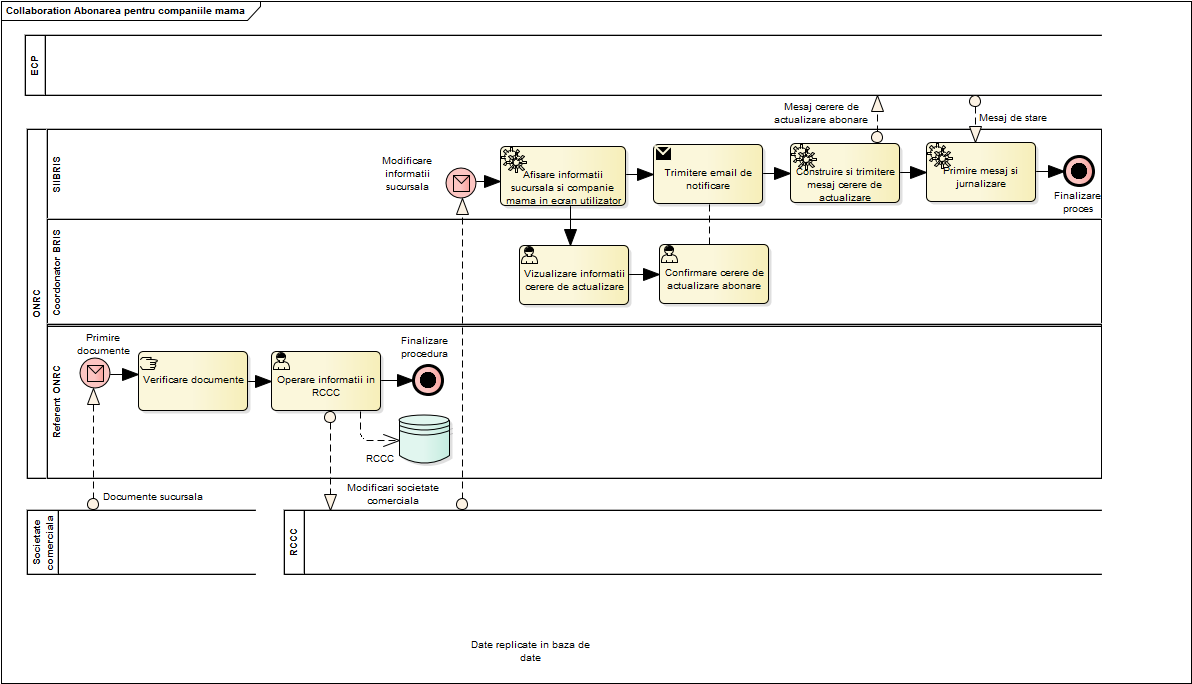 Collaboration Abonarea pentru companiile mama
ECP
Mesaj cerere de
actualizare abonare
Mesaj de stare
ONRC
SIIBRIS
Modificare
informatii
sucursala
Afisare informatii
sucursala si companie
mama in ecran utilizator
Trimitere email de
notificare
Construire si trimitere
mesaj cerere de
actualizare
Primire mesaj si
jurnalizare
Finalizare
proces
Coordonator BRIS
Vizualizare informatii
cerere de actualizare
Confirmare cerere de
actualizare abonare
Referent ONRC
Primire
documente
Verificare documente
Operare informatii in
RCCC
Finalizare
procedura
RCCC
Documente sucursala
Modificari societate
comerciala
Societate
comerciala
RCCC
Date replicate in baza de
date